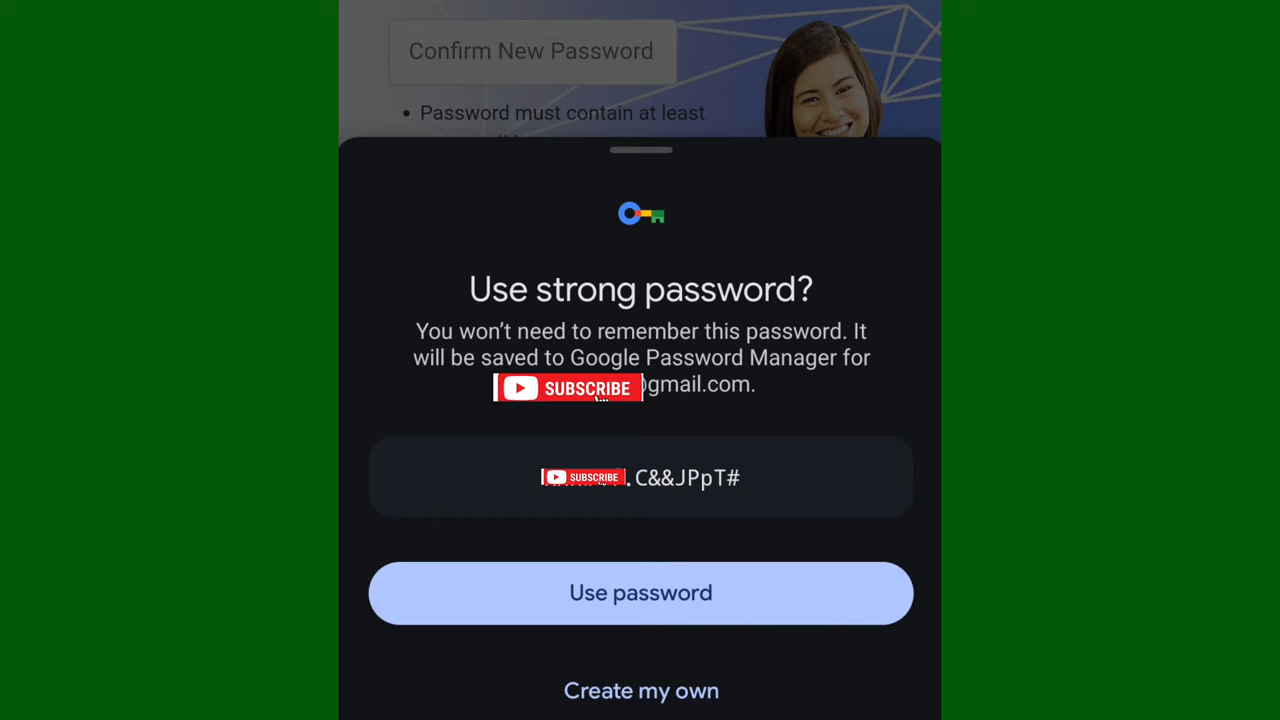 Confirm New Password
• Password must contain at least
Use strong password?
You won't need to remember this password. It
will be saved to Google Password Manager for
SUBSCRIBE @gmail.com.
SUBSCRIBE .C&&JPpT#
Use password
Create my own